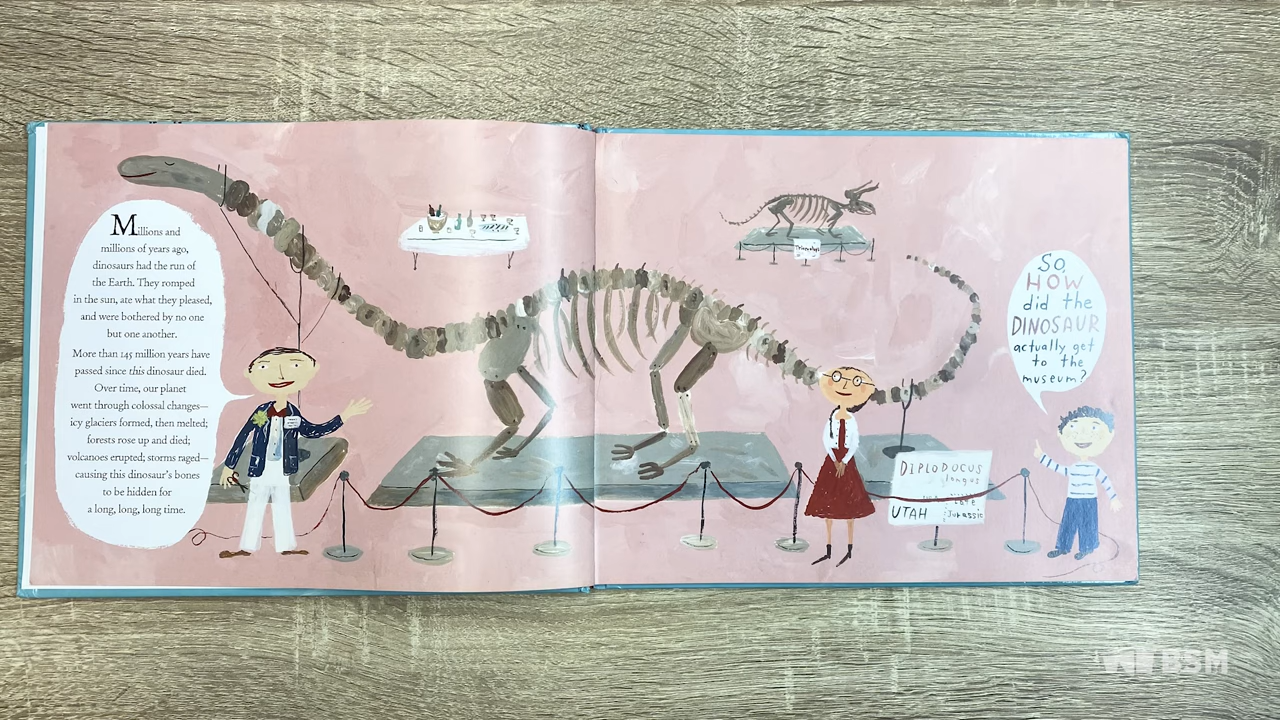 Millions and
millions of years ago,
dinosaurs had the run of
the Earth. They romped
in the sun, ate what they pleased,
and were bothered by no one
but one another.
More than 145 million years have
passed since this dinosaur died.
Over time, our planet
went through colossal changes—
icy glaciers formed, then melted;
forests rose up and died;
volcanoes erupted; storms raged—
causing this dinosaur's bones
to be hidden for
a long, long, long time.
Triceratops
DIPLODUCUS
longus
Late
UTAH Jurassic
So,
HOW
did the
DINOSAUR
actually get
to the
museum?
BSM